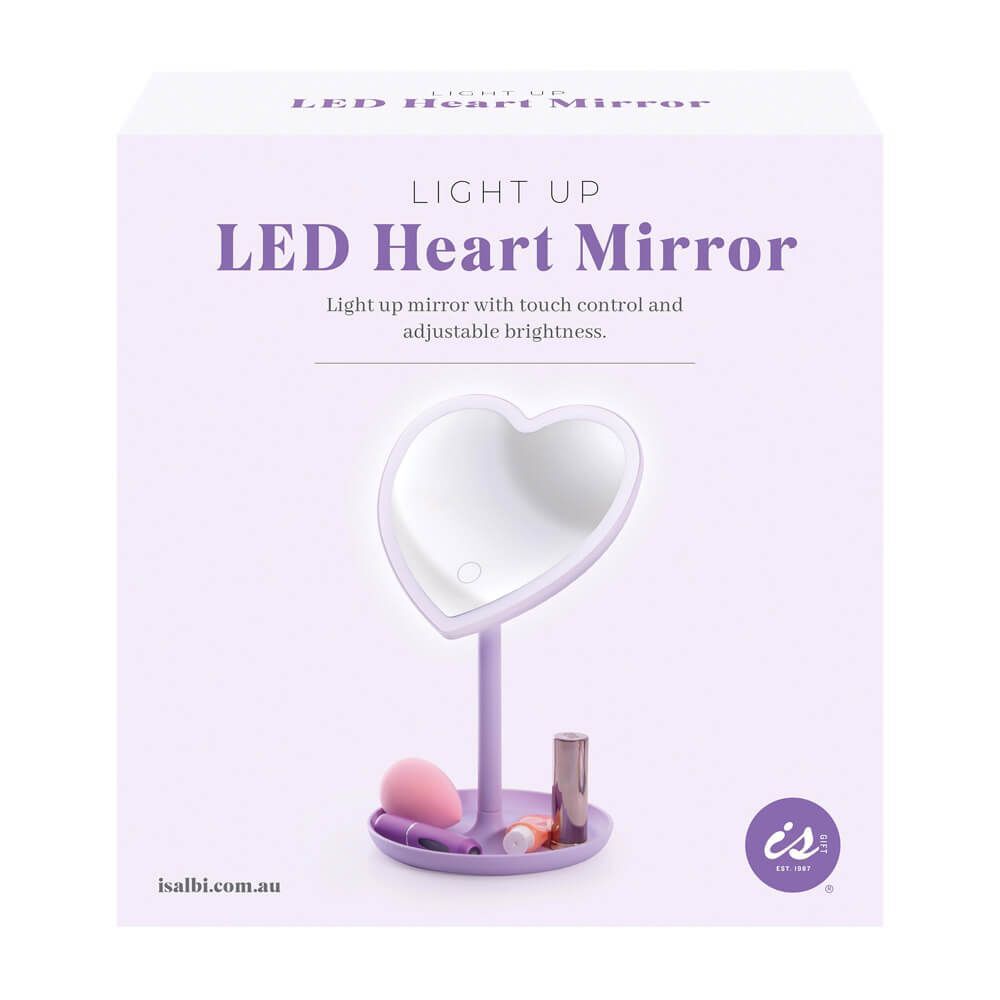 LIGHT UP
LED Heart Mirror
LIGHT UP
LED Heart Mirror
Light up mirror with touch control and
adjustable brightness.
isalbi.com.au
is
GIFT
EST. 1987
®